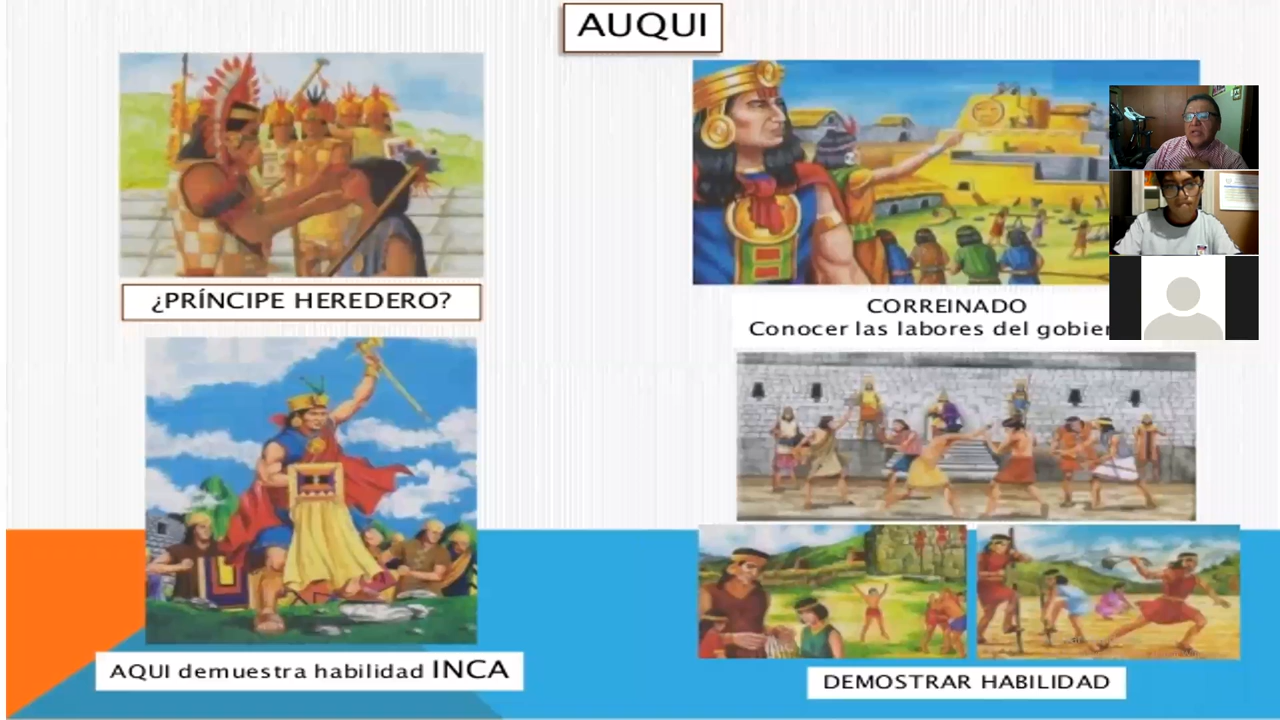 AUQUI
¿PRÍNCIPE HEREDERO?
CORREINADO
Conocer las labores del
AQUI demuestra habilidad INCA
DEMOSTRAR HABILIDAD